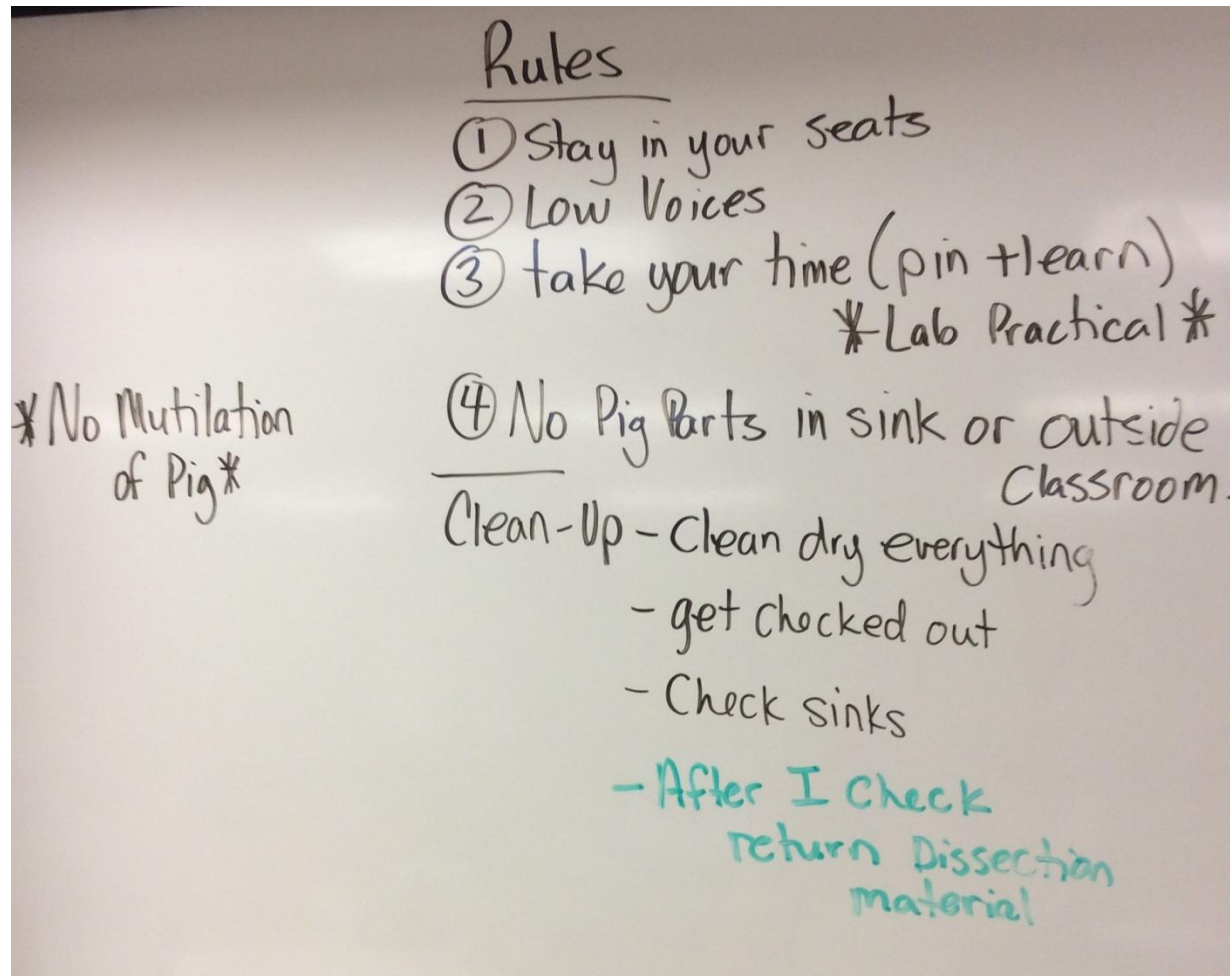 Rules
① Stay in your seats
② Low Voices
③ take your time (pin + learn)
*Lab Practical*
*No Mutilation
of Pig*
④ No Pig Parts in sink or outside
Classroom.
Clean-Up - Clean dry everything
- get checked out
- Check sinks
- After I Check
return Dissection
material